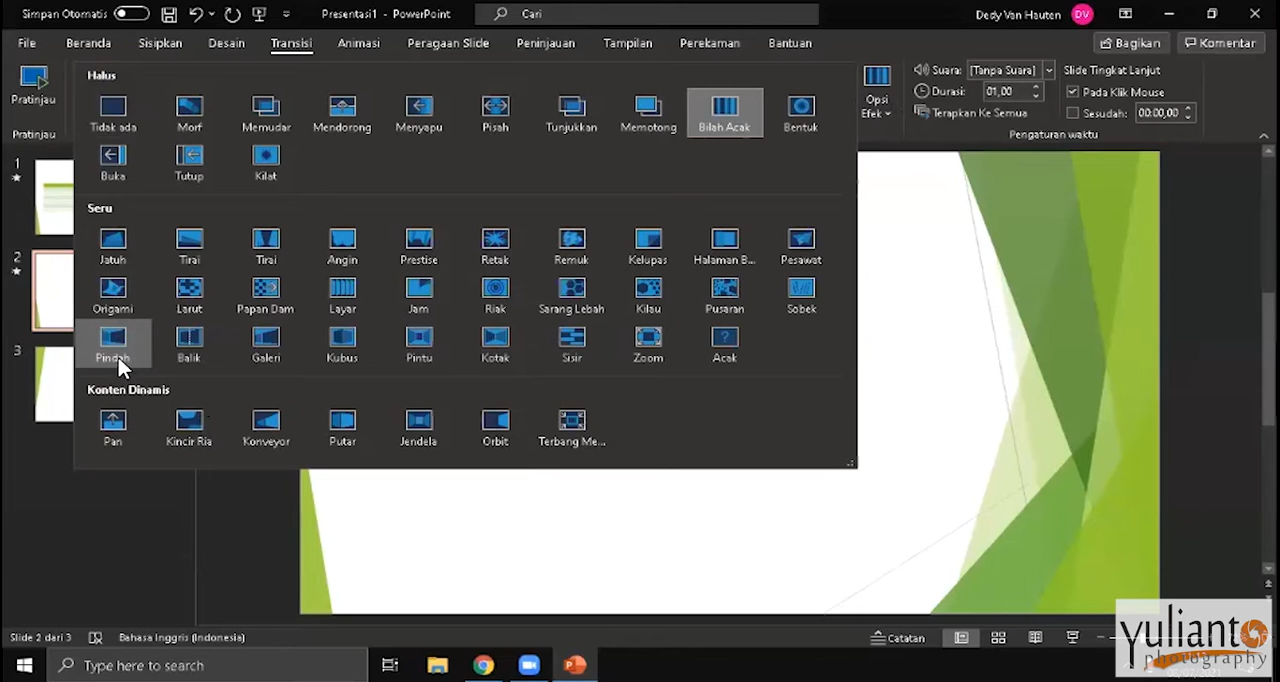 Simpan Otomatis
Presentasi1 - PowerPoint
Cari
Dedy Van Hauten
DV
File Beranda Sisipkan Desain Transisi Animasi Peragaan Slide Peninjauan Tampilan Perekaman Bantuan
Bagikan Komentar
Pratinjau
Pratinjau
Halus
Tidak ada Morf Memudar Mendorong Menyapu Pisah Tunjukkan Memotong Bilah Acak Bentuk
Buka Tutup Kilat
Seru
Jatuh Tirai Tirai Angin Prestise Retak Remuk Kelupas Halaman B... Pesawat
Origami Larut Papan Dam Layar Jam Riak Sarang Lebah Kilau Pusaran Sobek
Pindah Balik Galeri Kubus Pintu Kotak Sisir Zoom Acak
Konten Dinamis
Pan Kincir Ria Konveyor Putar Jendela Orbit Terbang Me...
Opsi
Efek
Suara: [Tanpa Suara]
Durasi: 01,00
Terapkan Ke Semua
Slide Tingkat Lanjut
Pada Klik Mouse
Sesudah: 00:00,00
Pengaturan waktu
1
2
3
Slide 2 dari 3
Bahasa Inggris (Indonesia)
Catatan
Type here to search
yulianto
photography